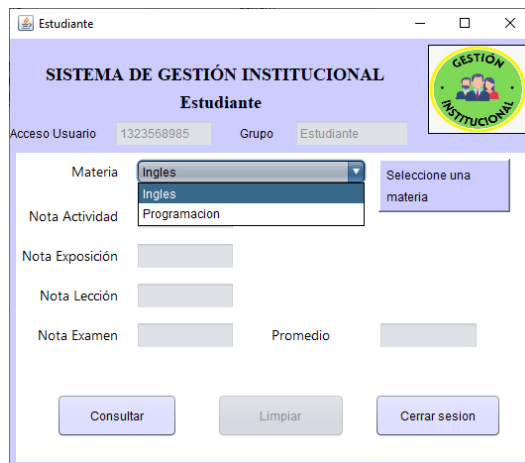 Estudiante
SISTEMA DE GESTIÓN INSTITUCIONAL
Estudiante
GESTIÓN
INSTITUCIONAL
Acceso Usuario 1323568985 Grupo Estudiante
Materia Ingles
Seleccione una
materia
Ingles
Programacion
Nota Actividad
Nota Exposición
Nota Lección
Nota Examen Promedio
Consultar Limpiar Cerrar sesion